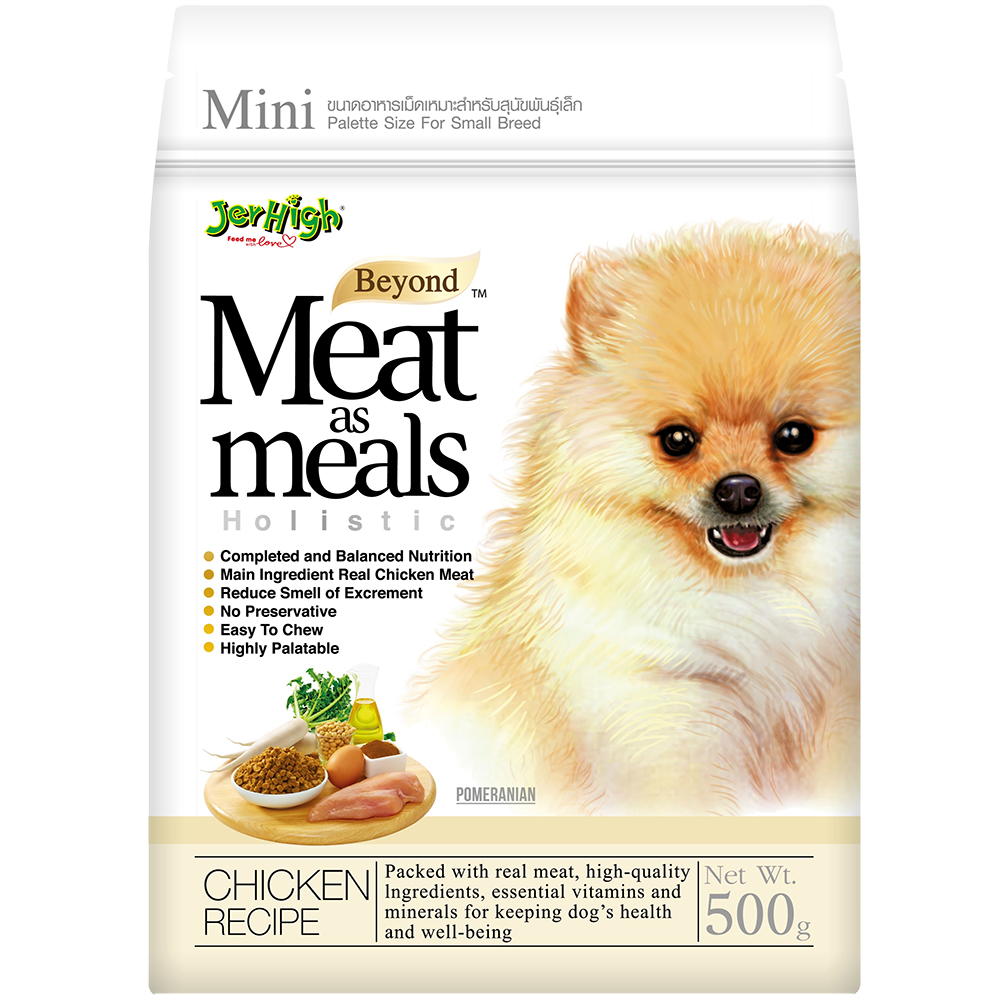 Mini
ขนาดอาหารเม็ดเหมาะสำหรับสุนัขพันธุ์เล็ก
Palette Size For Small Breed
JerHigh®
Feed me with love
Beyond
Meat TM
as
meals
Holistic
Completed and Balanced Nutrition
Main Ingredient Real Chicken Meat
Reduce Smell of Excrement
No Preservative
Easy To Chew
Highly Palatable
POMERANIAN
CHICKEN
RECIPE
Packed with real meat, high-quality
Ingredients, essential vitamins and
minerals for keeping dog's health
and well-being
Net Wt.
500g